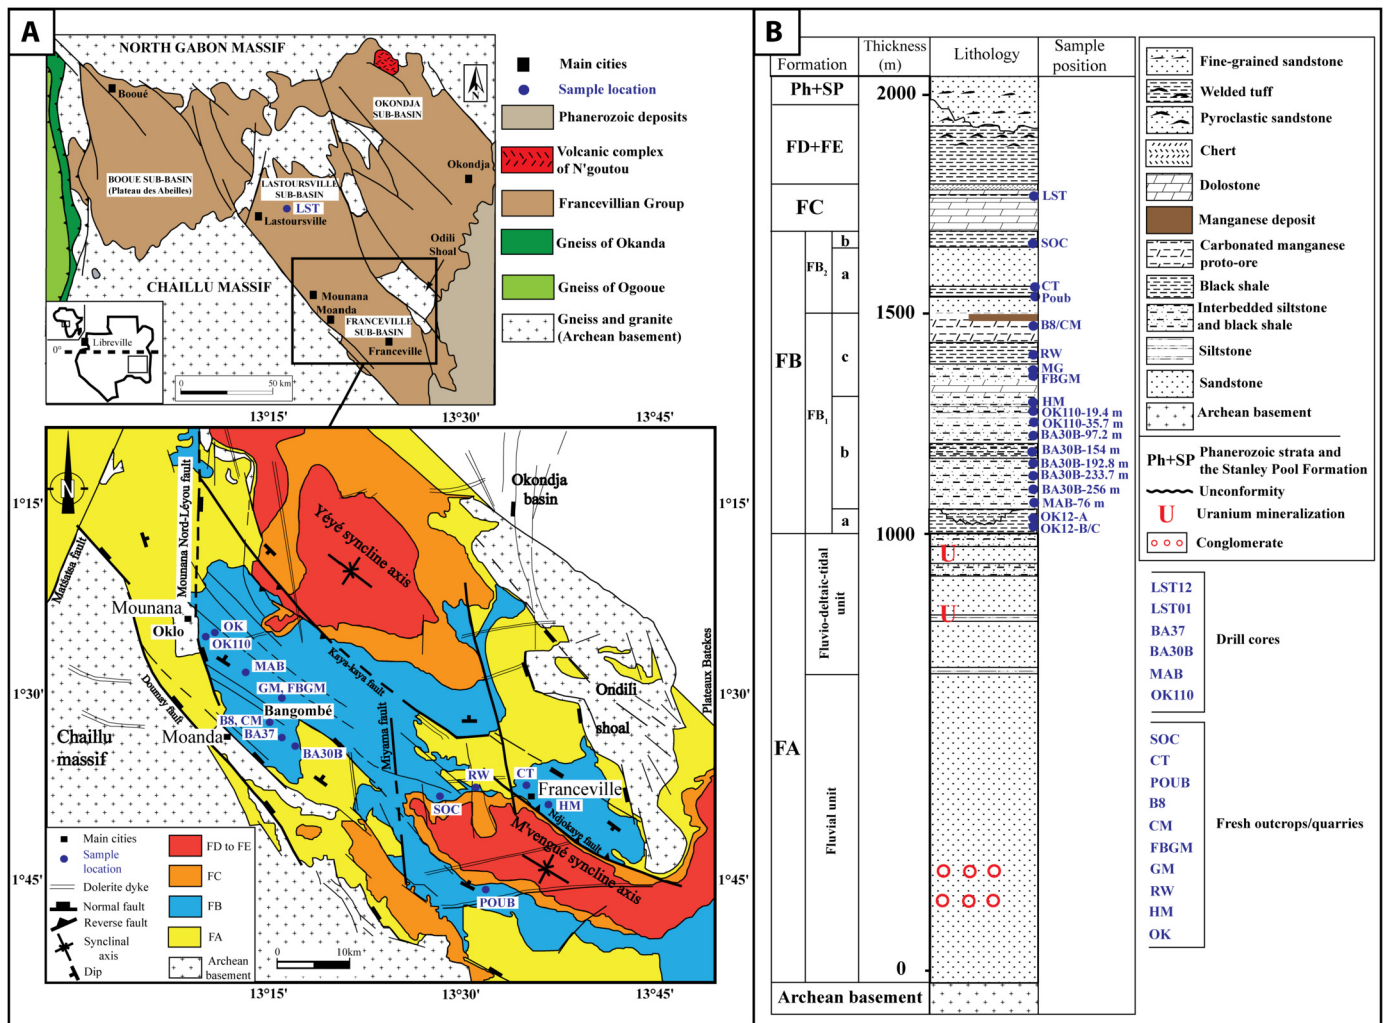 A
NORTH GABON MASSIF
Booué
OKONDJA
SUB-BASIN
N
Okondja
BOOUE SUB-BASIN
(Plateau des Abeilles)
LASTOURSVILLE
SUB-BASIN
LST
Lastoursville
Odili
Shoal
CHAILLU MASSIF
Mounana
Moanda
FRANCEVILLE
SUB-BASIN
Franceville
Libreville
0°
0
50 km
Main cities
Sample location
Phanerozoic deposits
Volcanic complex
of N'goutou
Francevillian Group
Gneiss of Okanda
Gneiss of Ogooue
Gneiss and granite
(Archean basement)
13°15'
13°30'
13°45'
N
1°15'
1°30'
1°45'
Matsatsa fault
Mounana Nord-Léyou fault
Yéyé syncline axis
Okondja
basin
Mounana
Oklo
OK
OK110
MAB
GM, FBGM
Bangombé
B8, CM
BA37
BA30B
Moanda
Doumay fault
Chaillu
massif
Kaya-kaya fault
Miyama fault
Ondili
shoal
Plateaux Batekes
RW
CT
Franceville
SOC
HM
Ndjokaye fault
M'vengué syncline axis
POUB
Main cities
Sample
location
Dolerite dyke
Normal fault
Reverse fault
Synclinal
axis
Dip
FD to FE
FC
FB
FA
Archean
basement
0
10km
13°15'
13°30'
13°45'
B
Formation
Thickness
(m)
Lithology
Sample
position
Ph+SP
2000
FD+FE
FC
LST
FB
FB2
b
SOC
a
CT
Poub
1500
FB1
c
B8/CM
RW
MG
FBGM
b
HM
OK110-19.4 m
OK110-35.7 m
BA30B-97.2 m
BA30B-154 m
BA30B-192.8 m
BA30B-233.7 m
BA30B-256 m
MAB-76 m
a
OK12-A
OK12-B/C
1000
FA
Fluvio-deltaic-tidal
unit
U
U
Fluvial unit
0
Archean basement
Fine-grained sandstone
Welded tuff
Pyroclastic sandstone
Chert
Dolostone
Manganese deposit
Carbonated manganese
proto-ore
Black shale
Interbedded siltstone
and black shale
Siltstone
Sandstone
Archean basement
Ph+SP
Phanerozoic strata and
the Stanley Pool Formation
Unconformity
U
Uranium mineralization
Conglomerate
LST12
LST01
BA37
BA30B
MAB
OK110
Drill cores
SOC
CT
POUB
B8
CM
FBGM
GM
RW
HM
OK
Fresh outcrops/quarries